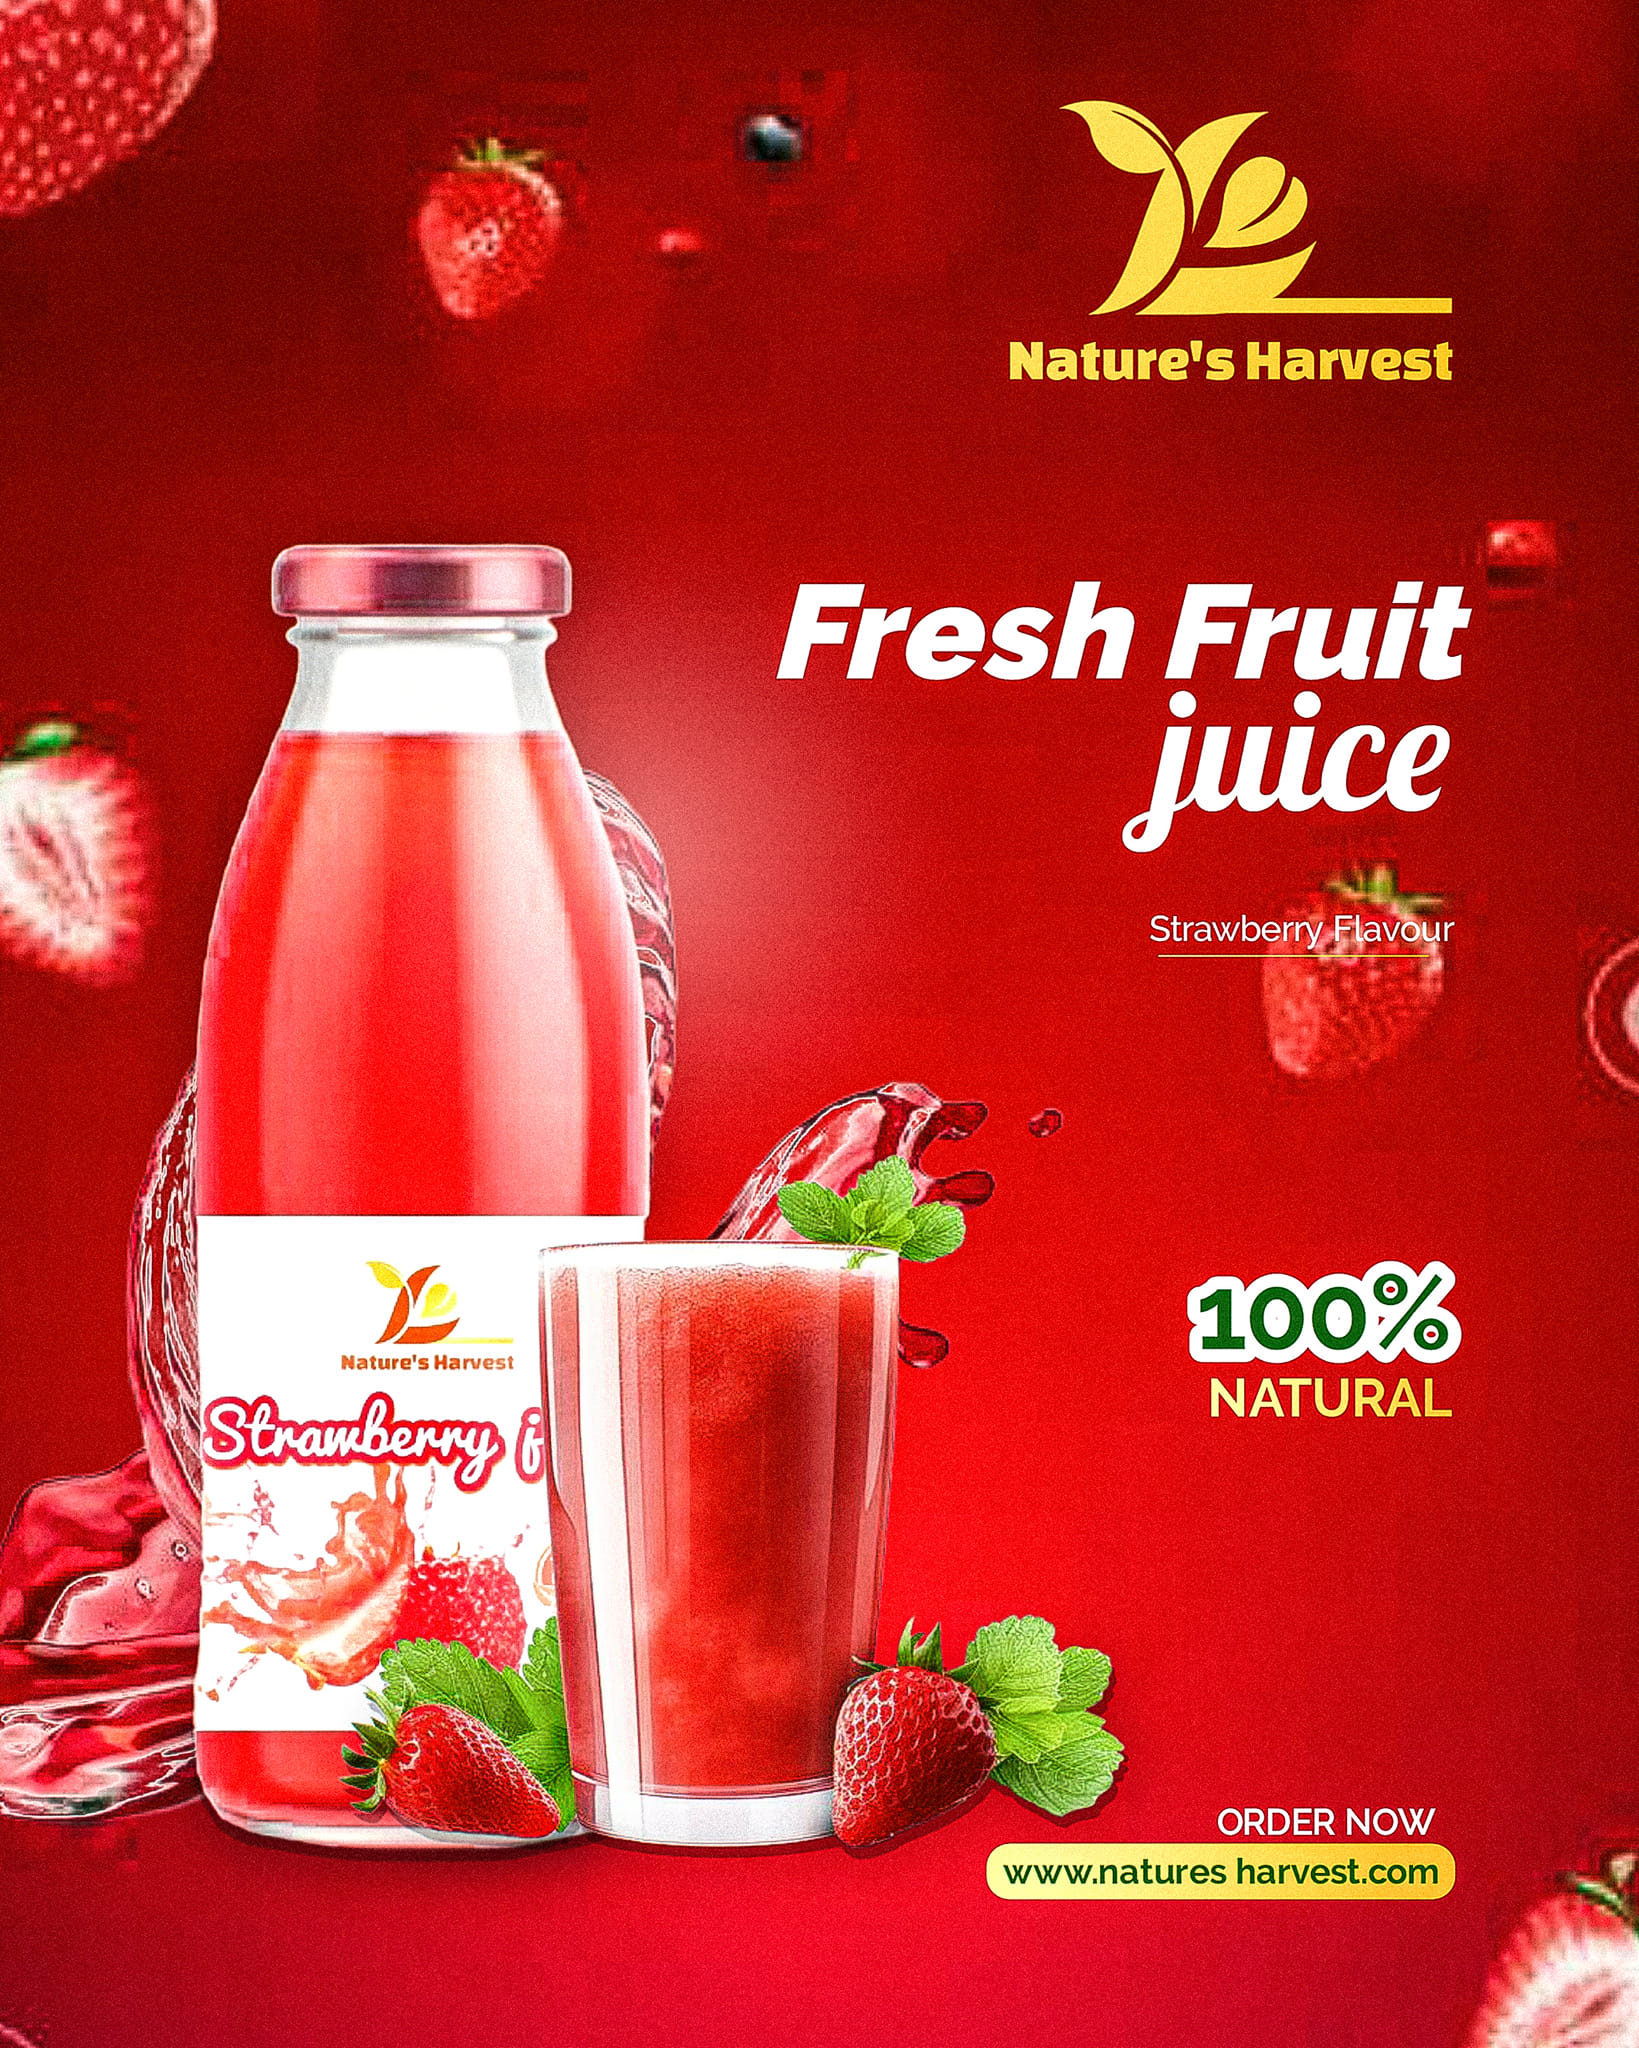 Nature's Harvest
Fresh Fruit
juice
Strawberry Flavour
100%
NATURAL
Nature's Harvest
Strawberry j
ORDER NOW
www.natures harvest.com